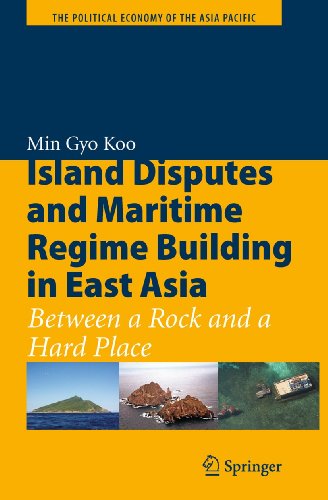 THE POLITICAL ECONOMY OF THE ASIA PACIFIC
Min Gyo Koo
Island Disputes
and Maritime
Regime Building
in East Asia
Between a Rock and a
Hard Place
Springer